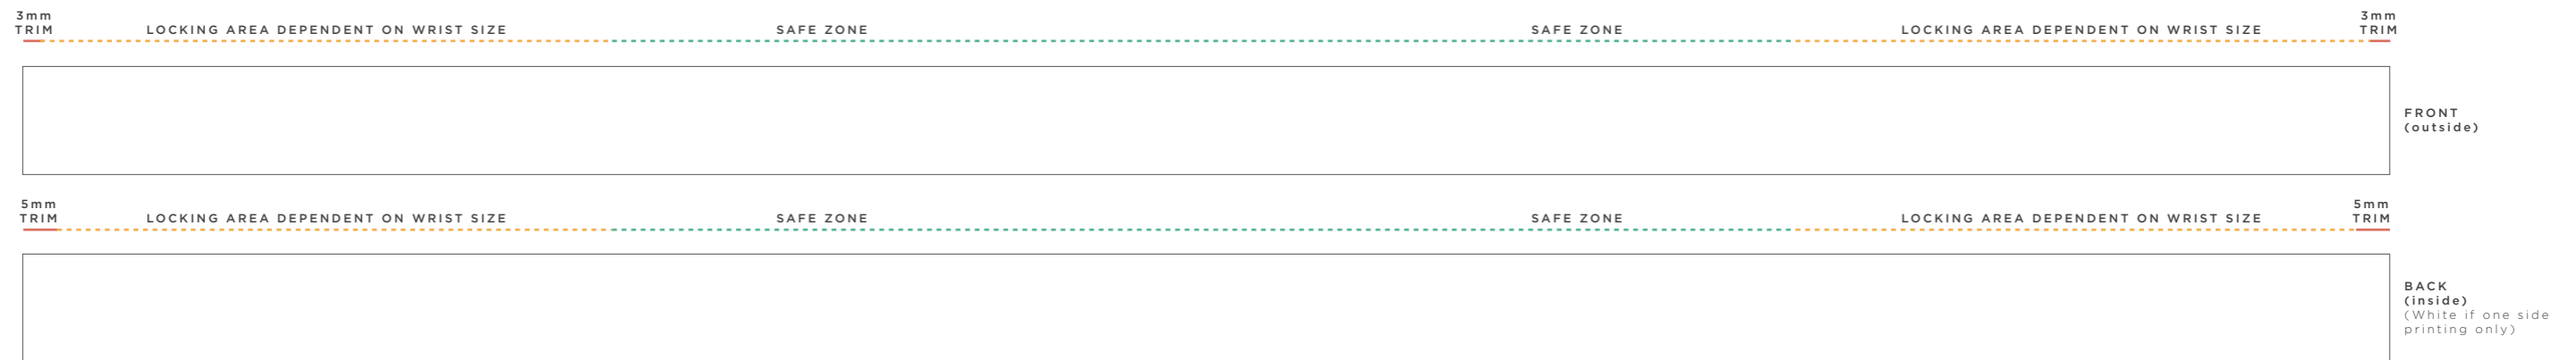 3mm
TRIM
LOCKING AREA DEPENDENT ON WRIST SIZE
SAFE ZONE
SAFE ZONE
LOCKING AREA DEPENDENT ON WRIST SIZE
3mm
TRIM
FRONT
(outside)
5mm
TRIM
LOCKING AREA DEPENDENT ON WRIST SIZE
SAFE ZONE
SAFE ZONE
LOCKING AREA DEPENDENT ON WRIST SIZE
5mm
TRIM
BACK
(inside)
(White if one side
printing only)